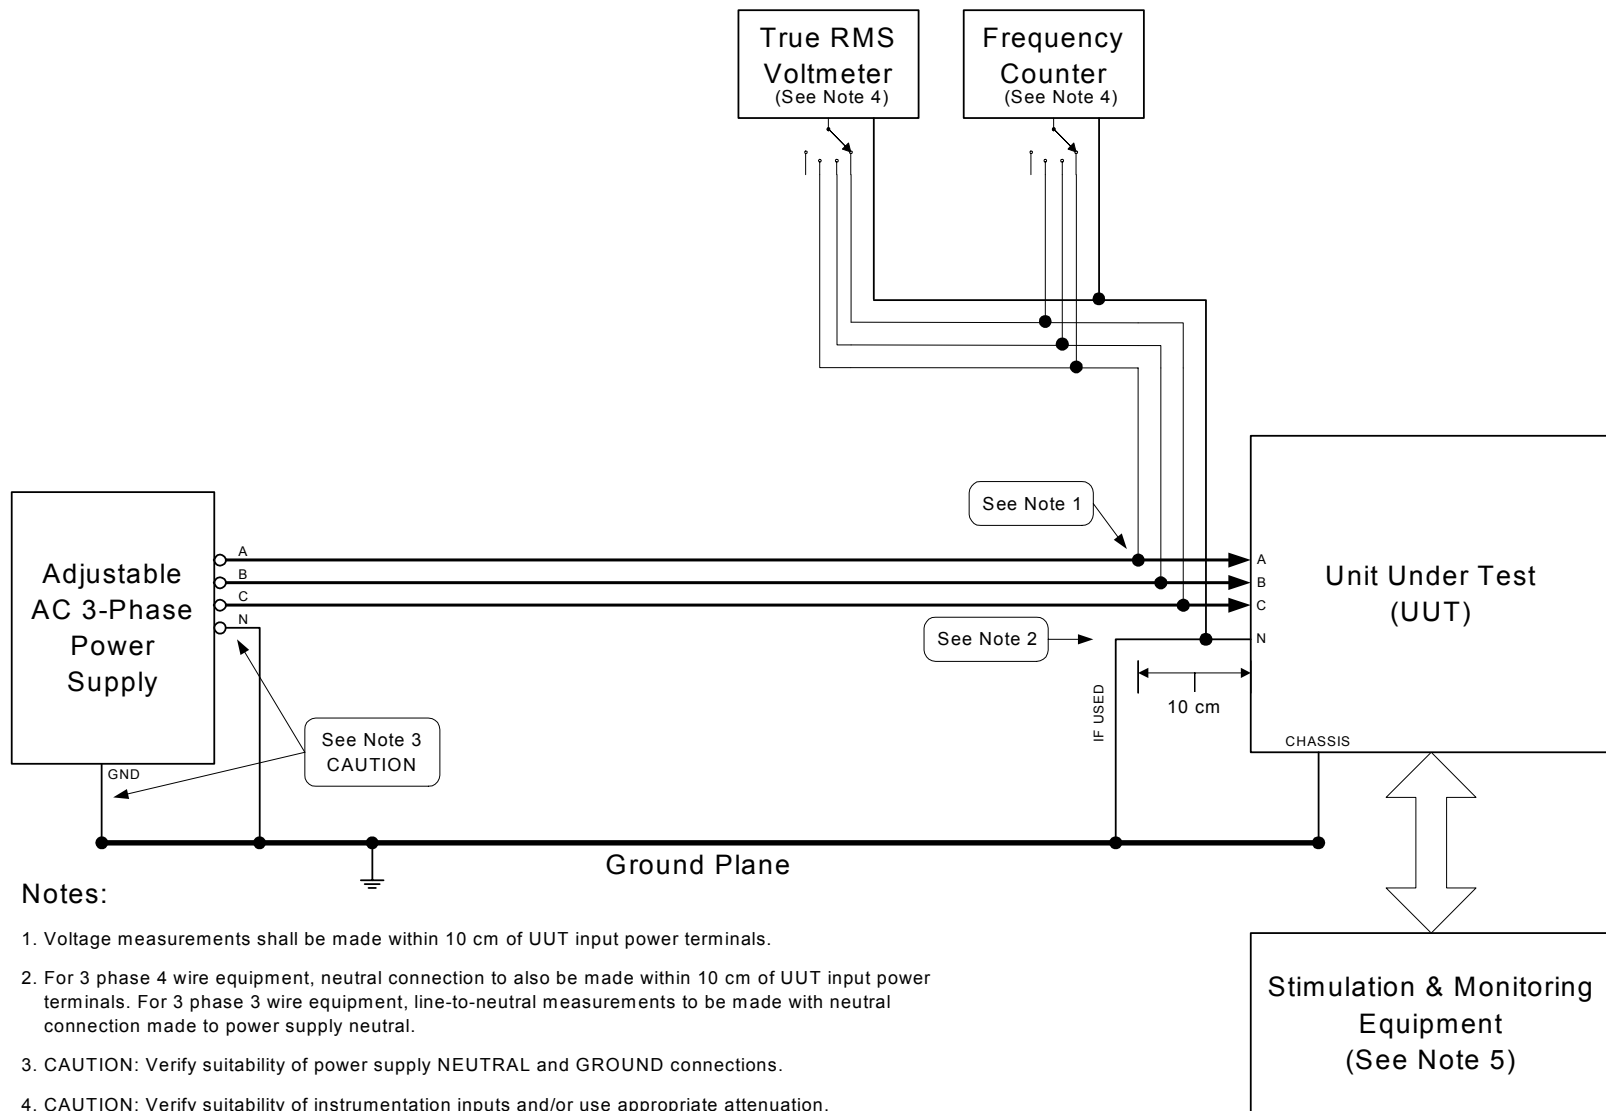 True RMS
Voltmeter
(See Note 4)
Frequency
Counter
(See Note 4)
See Note 1
Adjustable
AC 3-Phase
Power
Supply
A
B
C
N
GND
See Note 3
CAUTION
See Note 2
IF USED
10 cm
A
B
C
N
Unit Under Test
(UUT)
CHASSIS
Ground Plane
Stimulation & Monitoring
Equipment
(See Note 5)
Notes:
1. Voltage measurements shall be made within 10 cm of UUT input power terminals.
2. For 3 phase 4 wire equipment, neutral connection to also be made within 10 cm of UUT input power
terminals. For 3 phase 3 wire equipment, line-to-neutral measurements to be made with neutral
connection made to power supply neutral.
3. CAUTION: Verify suitability of power supply NEUTRAL and GROUND connections.
4. CAUTION: Verify suitability of instrumentation inputs and/or use appropriate attenuation.